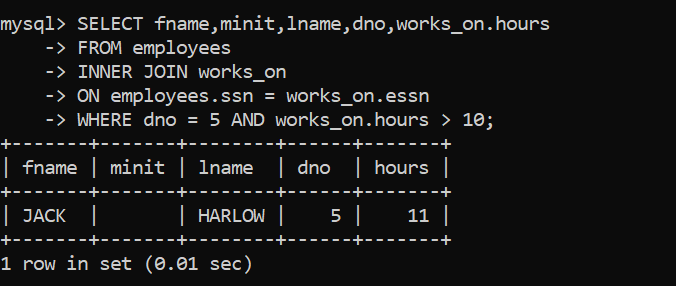 mysql> SELECT fname,minit,lname,dno,works_on.hours
    -> FROM employees
    -> INNER JOIN works_on
    -> ON employees.ssn = works_on.essn
    -> WHERE dno = 5 AND works_on.hours > 10;
+-------+-------+--------+------+-------+
| fname | minit | lname  | dno  | hours |
+-------+-------+--------+------+-------+
| JACK  |       | HARLOW |    5 |    11 |
+-------+-------+--------+------+-------+
1 row in set (0.01 sec)